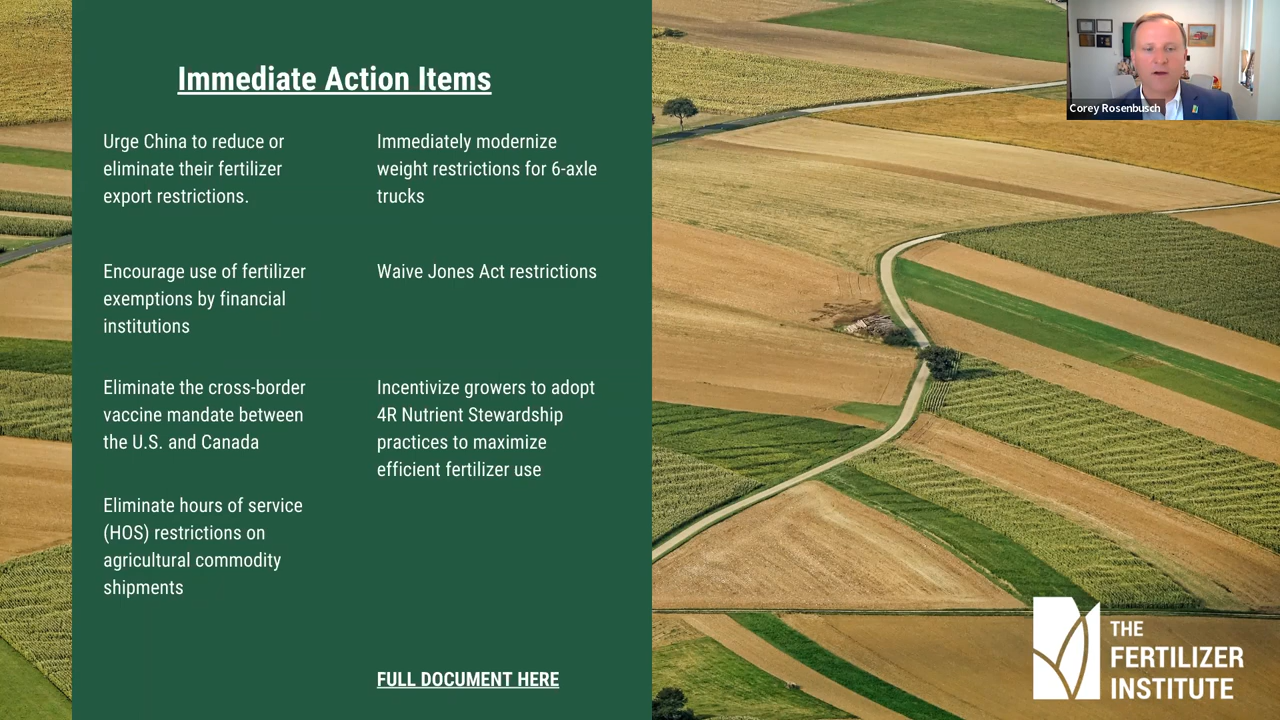 Immediate Action Items
Urge China to reduce or
eliminate their fertilizer
export restrictions.
Encourage use of fertilizer
exemptions by financial
institutions
Eliminate the cross-border
vaccine mandate between
the U.S. and Canada
Eliminate hours of service
(HOS) restrictions on
agricultural commodity
shipments
Immediately modernize
weight restrictions for 6-axle
trucks
Waive Jones Act restrictions
Incentivize growers to adopt
4R Nutrient Stewardship
practices to maximize
efficient fertilizer use
FULL DOCUMENT HERE
Corey Rosenbusch
THE
FERTILIZER
INSTITUTE